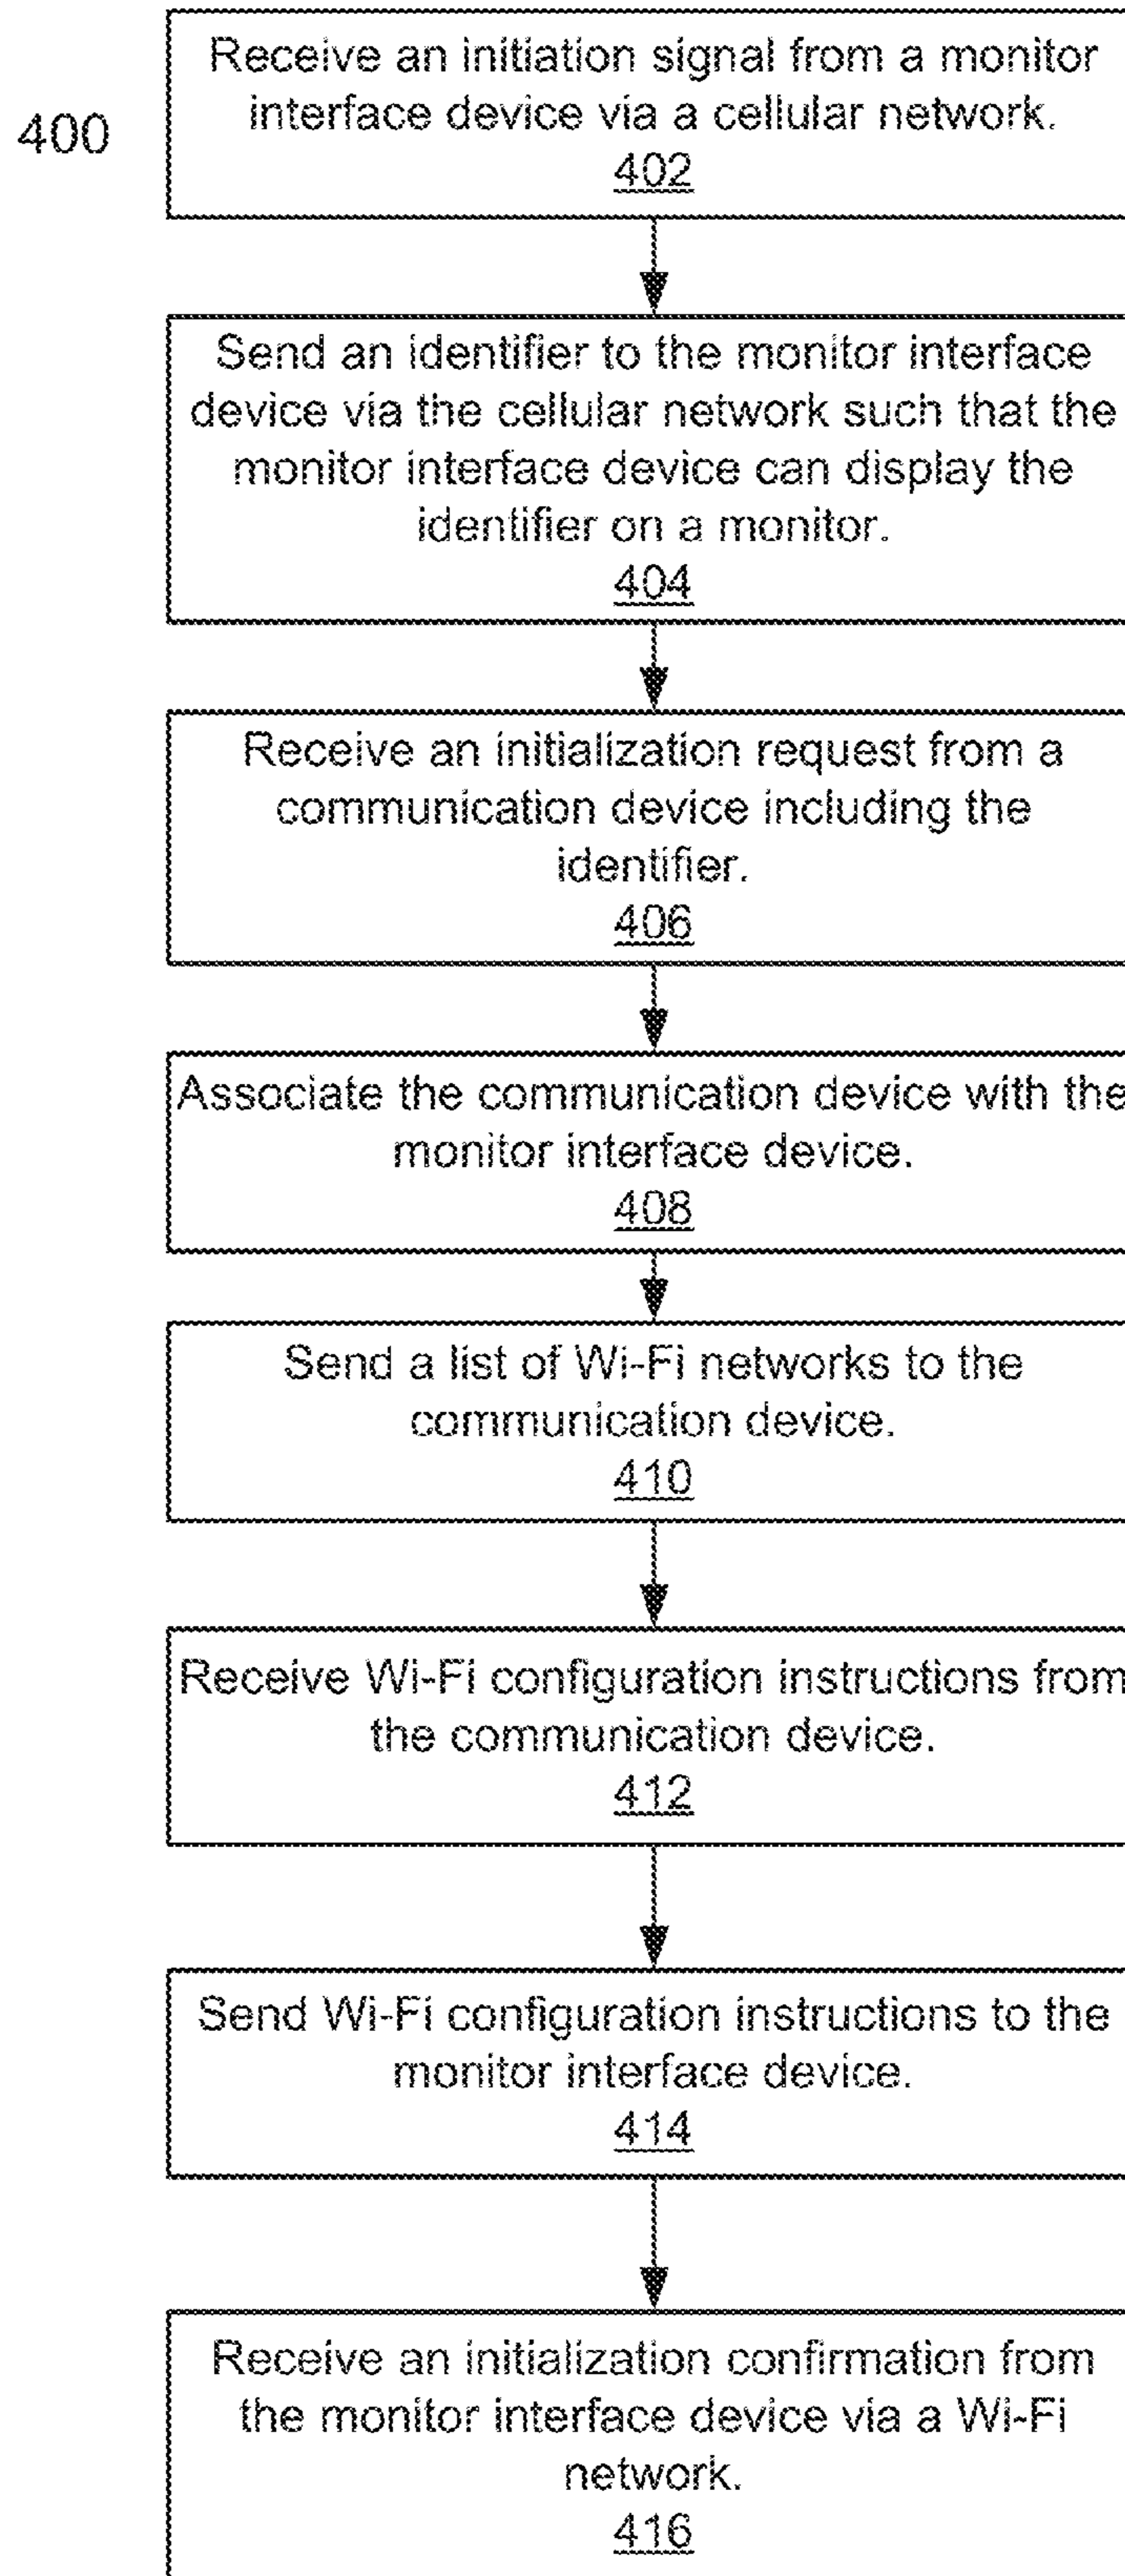 400
Receive an initiation signal from a monitor
interface device via a cellular network.
402
Send an identifier to the monitor interface
device via the cellular network such that the
monitor interface device can display the
identifier on a monitor.
404
Receive an initialization request from a
communication device including the
identifier.
406
Associate the communication device with the
monitor interface device.
408
Send a list of Wi-Fi networks to the
communication device.
410
Receive Wi-Fi configuration instructions from
the communication device.
412
Send Wi-Fi configuration instructions to the
monitor interface device.
414
Receive an initialization confirmation from
the monitor interface device via a Wi-Fi
network.
416